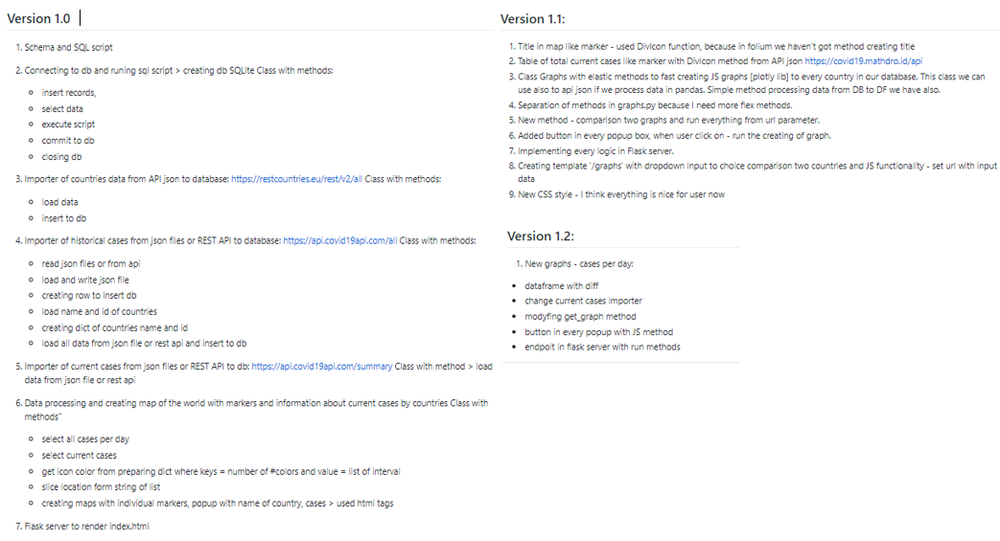 Version 1.0
1. Schema and SQL script
2. Connecting to db and runing sql script > creating db SQLite Class with methods:
insert records,
select data
execute script
commit to db
closing db
3. Importer of countries data from API json to database: https://restcountries.eu/rest/v2/all Class with methods:
load data
insert to db
4. Importer of historical cases from json files or REST API to database: https://api.covid19api.com/all Class with methods:
read json files or from api
load and write json file
creating row to insert db
load name and id of countries
creating dict of countries name and id
load all data from json file or rest api and insert to db
5. Importer of current cases from json files or REST API to db: https://api.covid19api.com/summary Class with method > load
data from json file or rest api
6. Data processing and creating map of the world with markers and information about current cases by countries Class with
methods"
select all cases per day
select current cases
get icon color from preparing dict where keys = number of #colors and value = list of interval
slice location form string of list
creating maps with individual markers, popup with name of country, cases > used html tags
7. Flask server to render index.html
Version 1.1:
1. Title in map like marker - used DivIcon function, because in folium we haven't got method creating title
2. Table of total current cases like marker with DivIcon method from API json https://covid19.mathdro.id/api
3. Class Graphs with elastic methods to fast creating JS graphs [plotly lib] to every country in our database. This class we can
use also to api json if we process data in pandas. Simple method processing data from DB to DF we have also.
4. Separation of methods in graphs.py because I need more flex methods.
5. New method - comparison two graphs and run everything from url parameter.
6. Added button in every popup box, when user click on - run the creating of graph.
7. Implementing every logic in Flask server.
8. Creating template '/graphs' with dropdown input to choice comparison two countries and JS functionality - set url with input
data
9. New CSS style - I think everything is nice for user now
Version 1.2:
1. New graphs - cases per day:
dataframe with diff
change current cases importer
modyfing get_graph method
button in every popup with JS method
endpoit in flask server with run methods